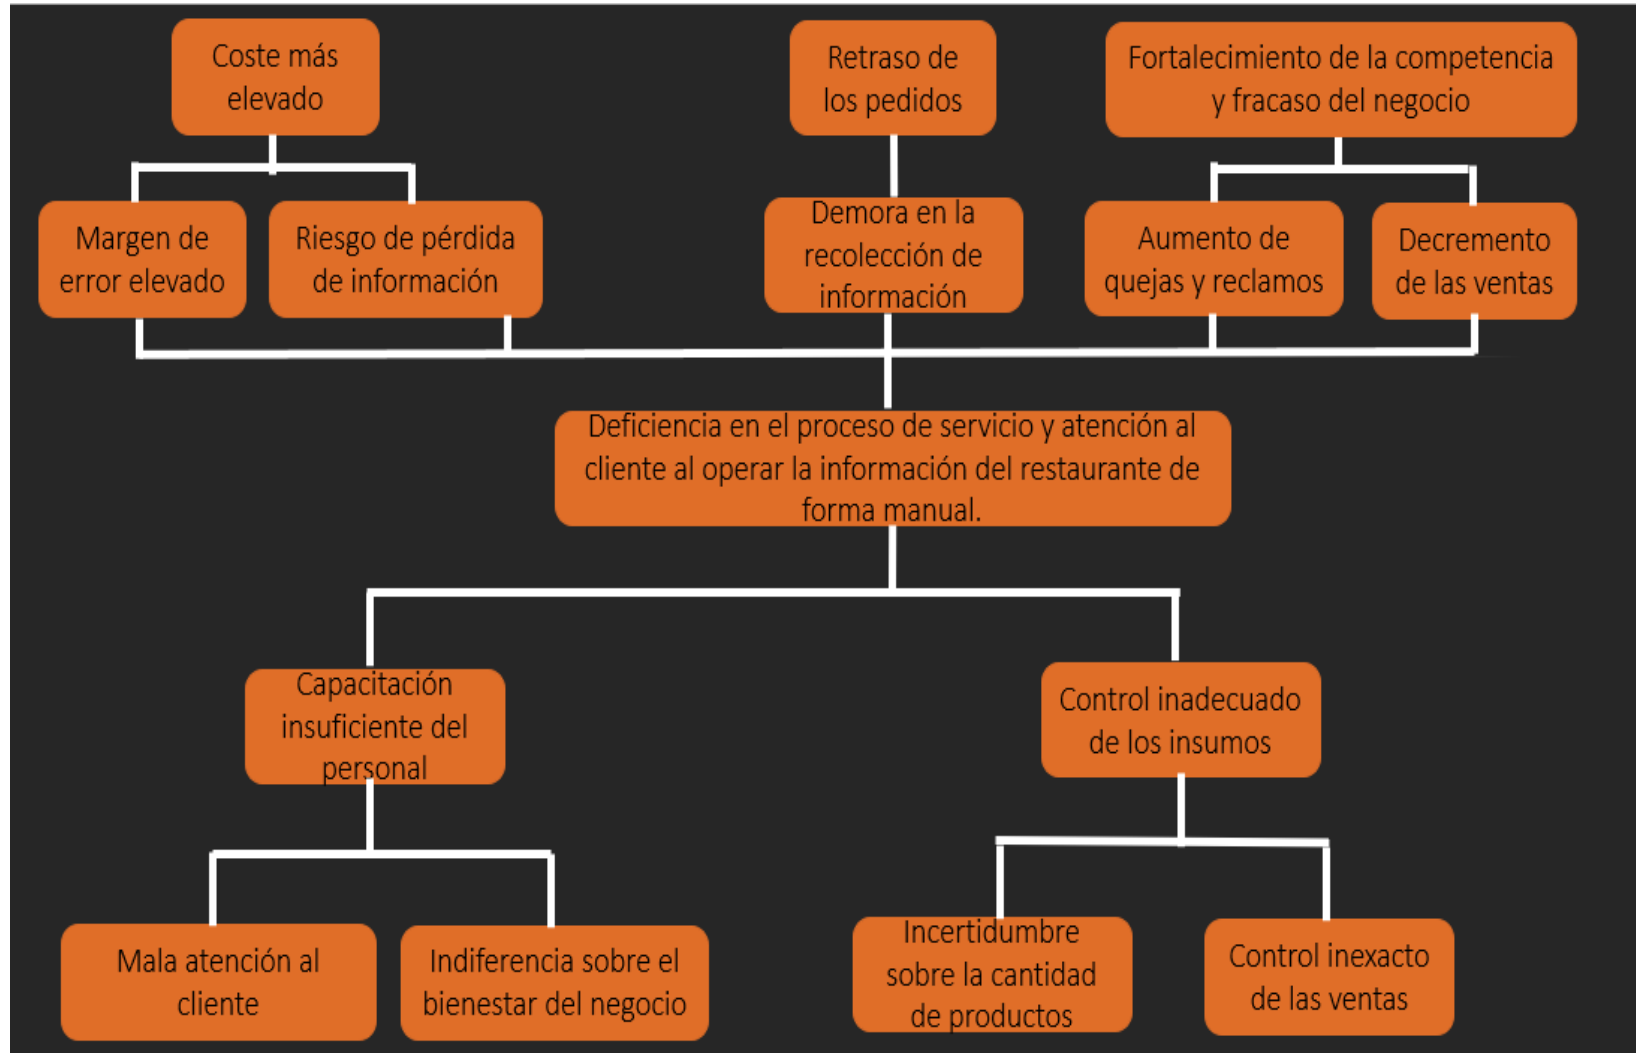 Coste más
elevado
Retraso de
los pedidos
Fortalecimiento de la competencia
y fracaso del negocio
Margen de
error elevado
Riesgo de pérdida
de información
Demora en la
recolección de
información
Aumento de
quejas y reclamos
Decremento
de las ventas
Deficiencia en el proceso de servicio y atención al
cliente al operar la información del restaurante de
forma manual.
Capacitación
insuficiente del
personal
Control inadecuado
de los insumos
Mala atención al
cliente
Indiferencia sobre el
bienestar del negocio
Incertidumbre
sobre la cantidad
de productos
Control inexacto
de las ventas